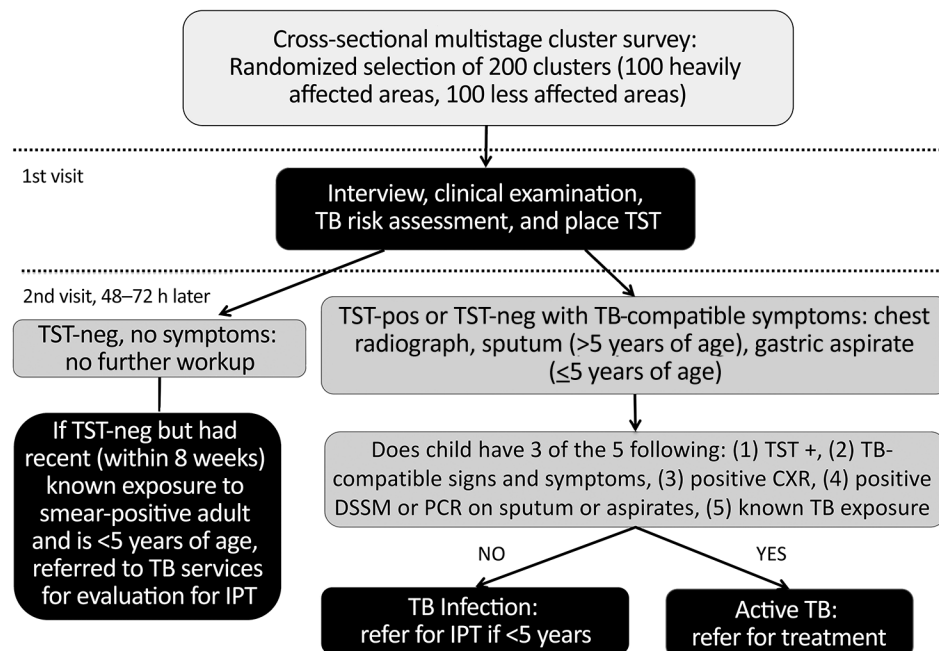 Cross-sectional multistage cluster survey:
Randomized selection of 200 clusters (100 heavily
affected areas, 100 less affected areas)
1st visit
Interview, clinical examination,
TB risk assessment, and place TST
2nd visit, 48–72 h later
TST-neg, no symptoms:
no further workup
If TST-neg but had
recent (within 8 weeks)
known exposure to
smear-positive adult
and is <5 years of age,
referred to TB services
for evaluation for IPT
TST-pos or TST-neg with TB-compatible symptoms: chest
radiograph, sputum (>5 years of age), gastric aspirate
(≤5 years of age)
Does child have 3 of the 5 following: (1) TST +, (2) TB-
compatible signs and symptoms, (3) positive CXR, (4) positive
DSSM or PCR on sputum or aspirates, (5) known TB exposure
NO
YES
TB Infection:
refer for IPT if <5 years
Active TB:
refer for treatment